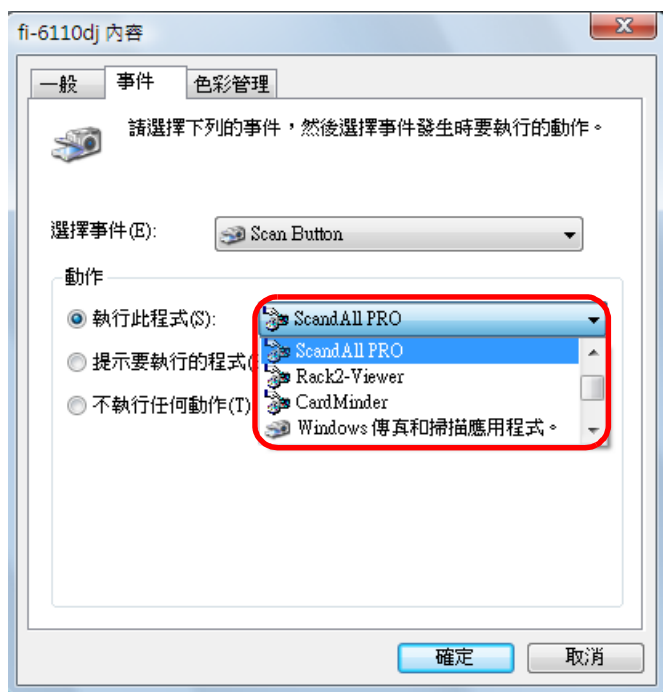 fi-6110dj 內容
一般 事件 色彩管理
請選擇下列的事件，然後選擇事件發生時要執行的動作。
選擇事件(E): Scan Button
動作
執行此程式(S): ScandAll PRO
ScandAll PRO
提示要執行的程式(
Rack2-Viewer
不執行任何動作(T)
CardMinder
Windows 傳真和掃描應用程式。
確定 取消